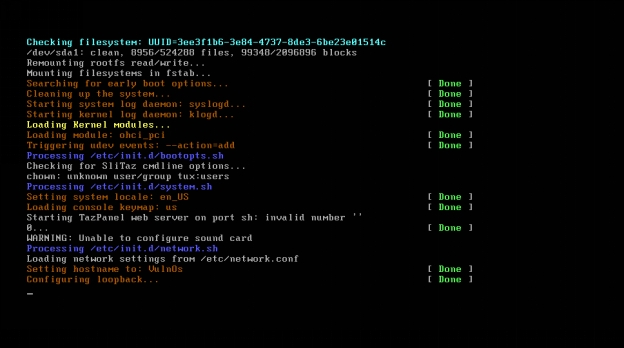 Checking filesystem: UUID=3ee3f1b6-3e84-4737-8de3-6be23e01514c
/dev/sda1: clean, 8956/524288 files, 99348/2096896 blocks
Remounting rootfs read/write...
Mounting filesystems in fstab...
Searching for early boot options... [ Done ]
Cleaning up the system... [ Done ]
Starting system log daemon: syslogd... [ Done ]
Starting kernel log daemon: klogd... [ Done ]
Loading Kernel modules...
Loading module: ohci_pci [ Done ]
Triggering udev events: --action=add [ Done ]
Processing /etc/init.d/bootopts.sh
Checking for SliTaz cmdline options...
chown: unknown user/group tux:users
Processing /etc/init.d/system.sh
Setting system locale: en_US [ Done ]
Loading console keymap: us [ Done ]
Starting TazPanel web server on port sh: invalid number ''
0... [ Done ]
WARNING: Unable to configure sound card
Processing /etc/init.d/network.sh
Loading network settings from /etc/network.conf
Setting hostname to: VulnOs [ Done ]
Configuring loopback... [ Done ]
_